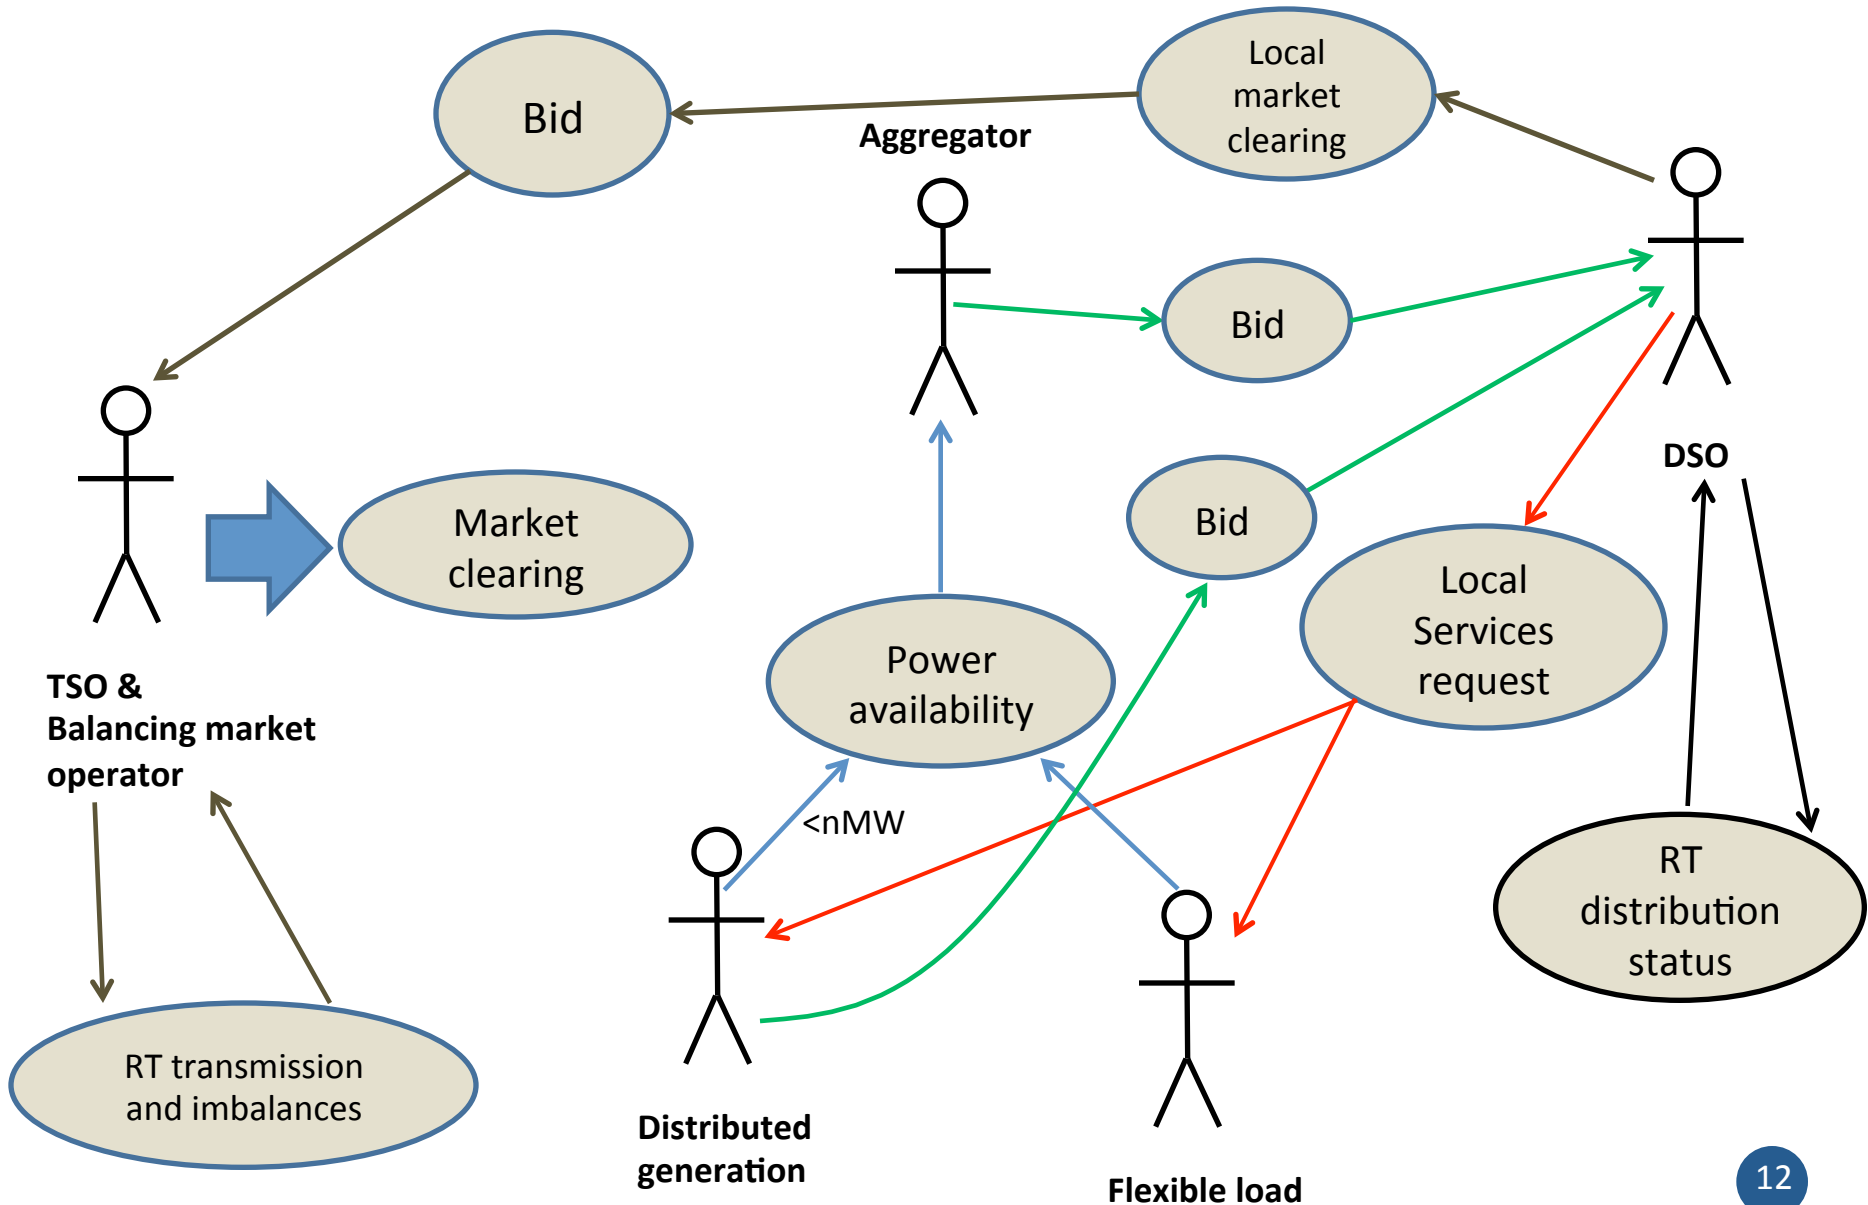 Local
market
clearing
Bid
Aggregator
Bid
DSO
Bid
Market
clearing
Local
Services
request
Power
availability
TSO &
Balancing market
operator
<nMW
RT
distribution
status
RT transmission
and imbalances
Distributed
generation
Flexible load
12